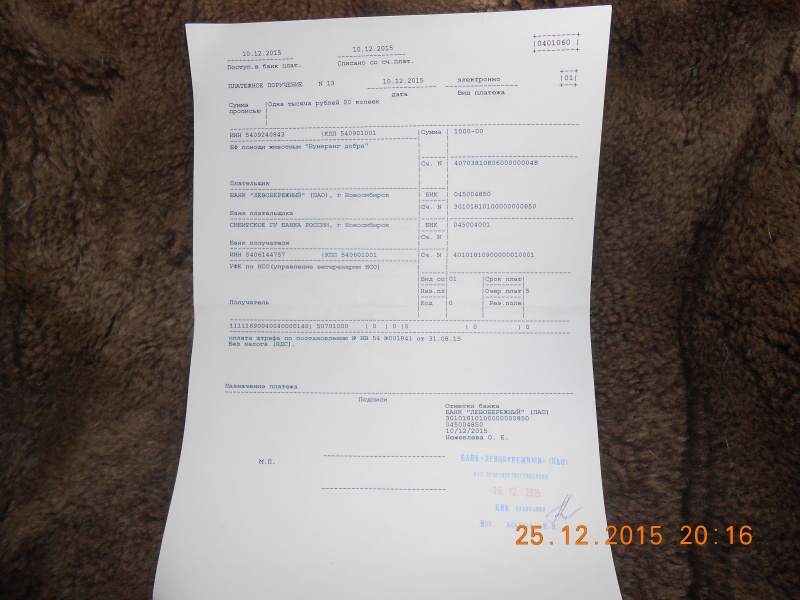 0401060
10.12.2015 10.12.2015
Поступ.в банк плат. Списано со сч.плат.
ПЛАТЕЖНОЕ ПОРУЧЕНИЕ N 13 10.12.2015 электронно 01
дата Вид платежа
Сумма прописью Одна тысяча рублей 00 копеек
ИНН 5409240843 КПП 540901001 Сумма 1000-00
БФ помощи животным "Бумеранг добра"
Сч. N 40703810806000000048
Плательщик
БАНК "ЛЕВОБЕРЕЖНЫЙ" (ПАО), г Новосибирск БИК 045004850
Сч. N 30101810100000000850
Банк плательщика
СИБИРСКОЕ ГУ БАНКА РОССИИ, г Новосибирск БИК 045004001
Сч. N
Банк получателя
ИНН 5406144757 КПП 540601001 Сч. N 40101810900000010001
УФК по НСО(управление ветеринарии НСО)
Вид оп 01 Срок плат
Наз.пл Очер плат 5
Получатель Код 0 Рез.поле
11111690040040000140 50701000 0 0 0 0 0
оплата штрафа по постановлению № НВ 54 №001841 от 31.08.15
Без налога (НДС).
Назначение платежа
Подписи
Отметки банка
БАНК "ЛЕВОБЕРЕЖНЫЙ" (ПАО)
30101810100000000850
045004850
10/12/2015
О. Е.
М.П.
БАНК «ЛЕВОБЕРЕЖНЫЙ» (ПАО)
10 12. 2015
БИК 045004850
25.12.2015 20:16